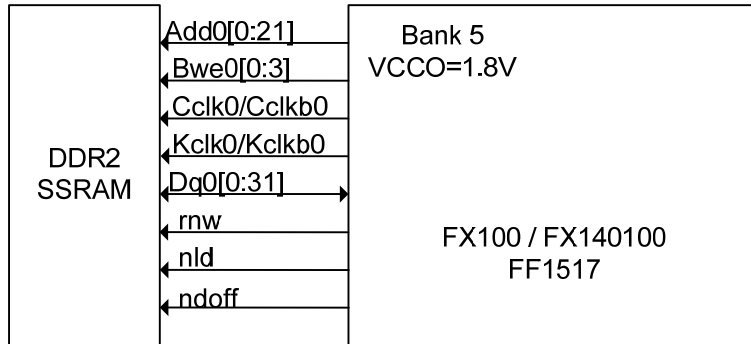 Add0[0:21]
Bwe0[0:3]
Cclk0/Cclkb0
Kclk0/Kclkb0
Dq0[0:31]
rnw
nld
ndoff
DDR2
SSRAM
Bank 5
VCCO=1.8V
FX100 / FX140100
FF1517